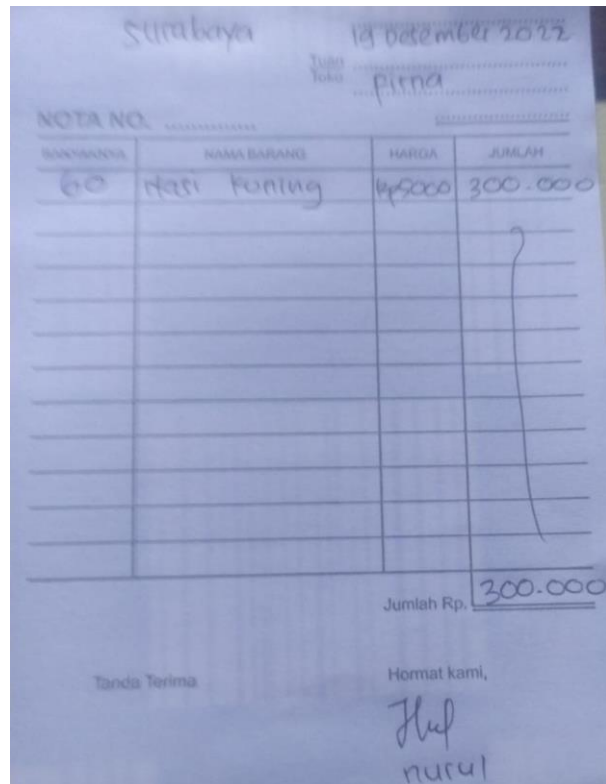 Surabaya 19 Desember 2022
Tuan
Toko Pirna
NOTA NO.
BANYAKNYA NAMA BARANG HARGA JUMLAH
60 Nasi Kuning Rp5000 300.000
Jumlah Rp. 300.000
Tanda Terima Hormat kami,
nurul